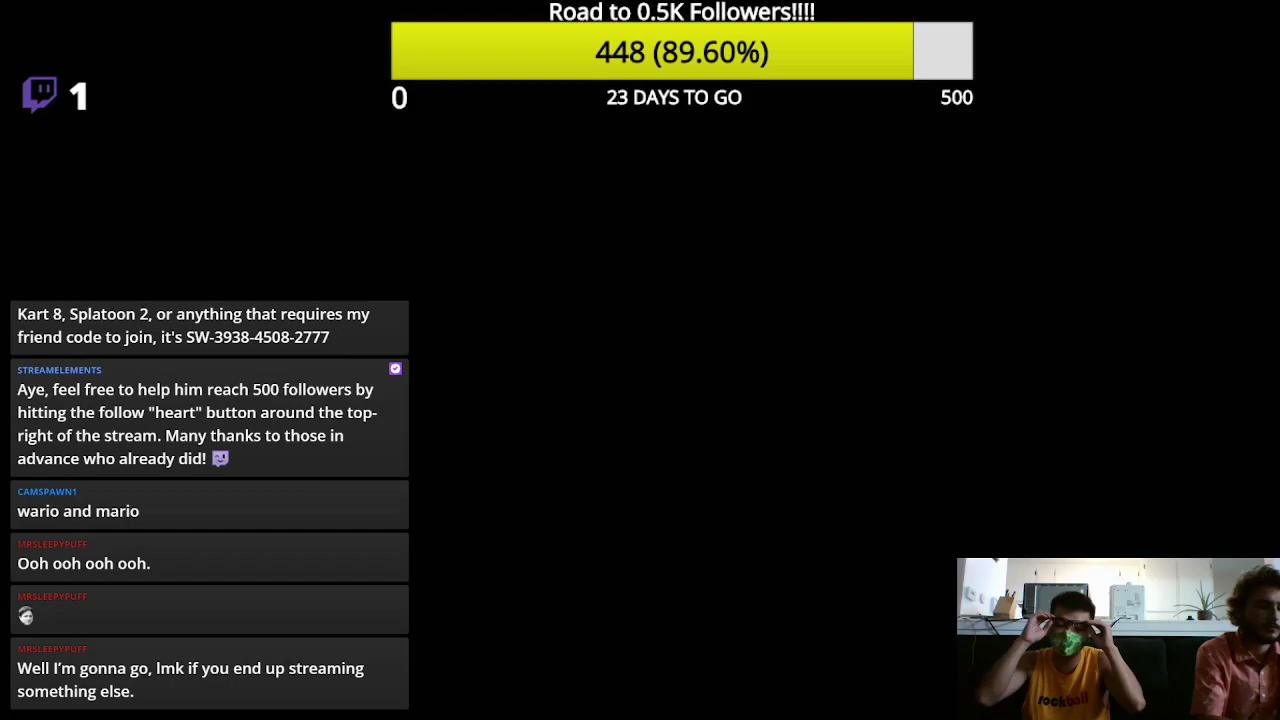 Road to 0.5K Followers!!!!
448 (89.60%)
0
23 DAYS TO GO
500
1
Kart 8, Splatoon 2, or anything that requires my
friend code to join, it's SW-3938-4508-2777
STREAMELEMENTS
Aye, feel free to help him reach 500 followers by
hitting the follow "heart" button around the top-
right of the stream. Many thanks to those in
advance who already did!
CAMSPAWN1
wario and mario
MRSLEEPYPUFF
Ooh ooh ooh ooh.
MRSLEEPYPUFF
MRSLEEPYPUFF
Well I'm gonna go, lmk if you end up streaming
something else.
rockball